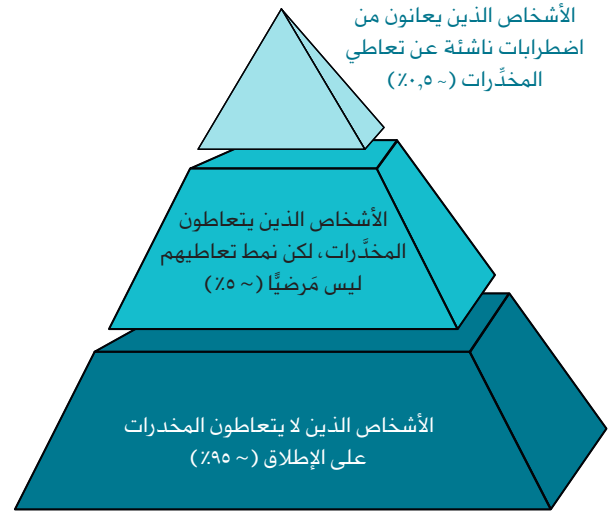 الأشخاص الذين يعانون من
اضطرابات ناشئة عن تعاطي
المخدِّرات (~ ٠,٥٪)
الأشخاص الذين يتعاطون
المخدَّرات، لكن نمط تعاطيهم
ليس مَرضيًّا (~ ٥٪)
الأشخاص الذين لا يتعاطون المخدرات
على الإطلاق (~ ٩٥٪)